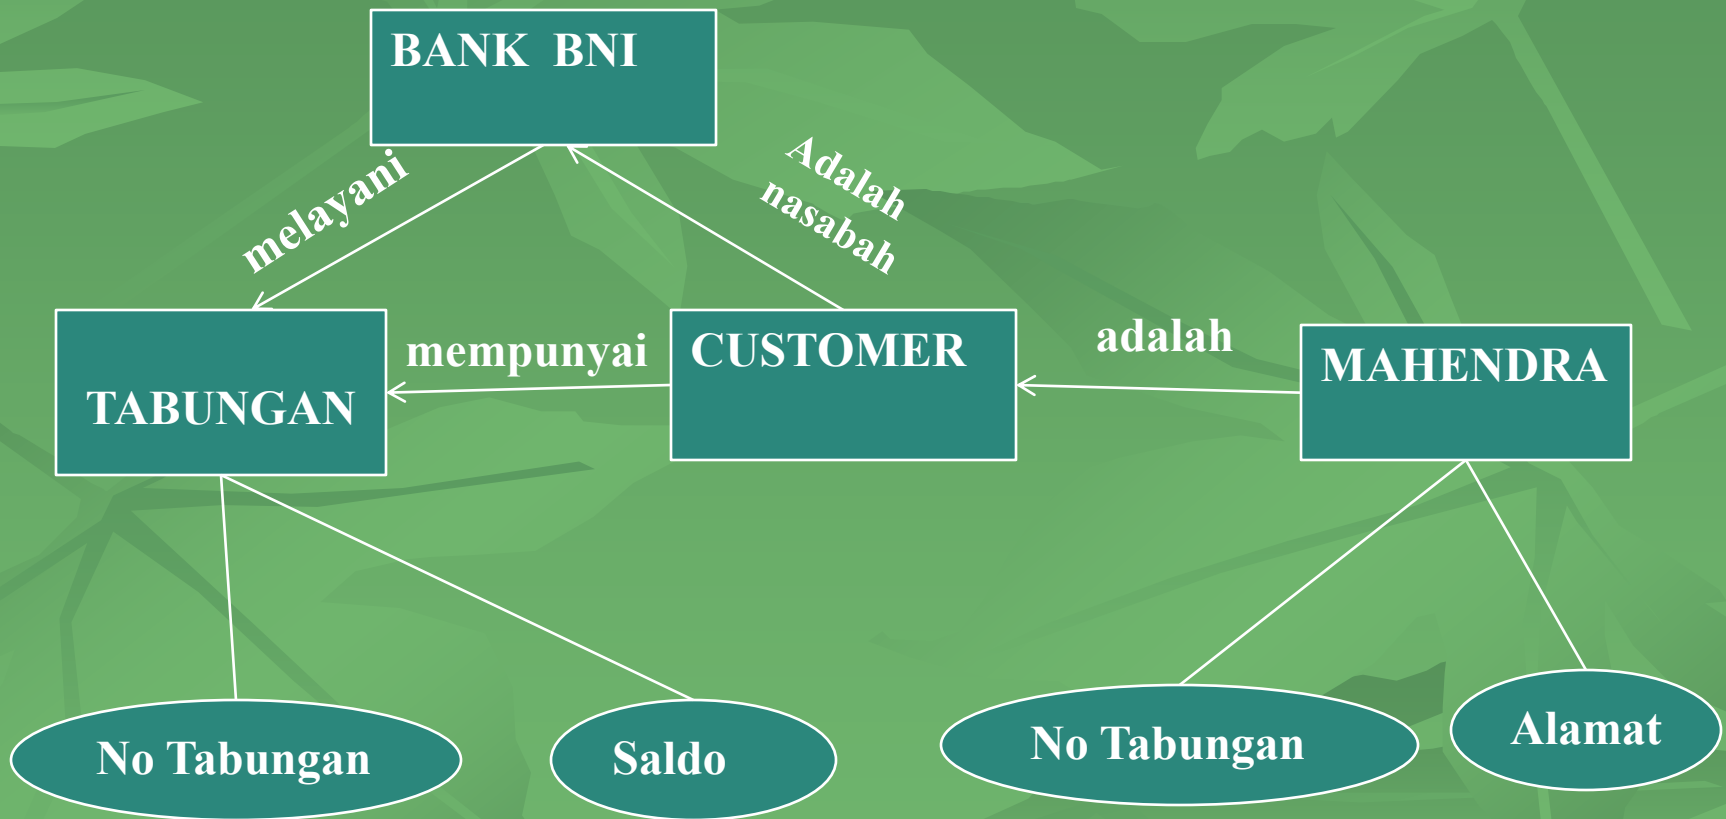 BANK BNI
melayani
Adalah
nasabah
TABUNGAN
mempunyai
CUSTOMER
adalah
MAHENDRA
No Tabungan
Saldo
No Tabungan
Alamat